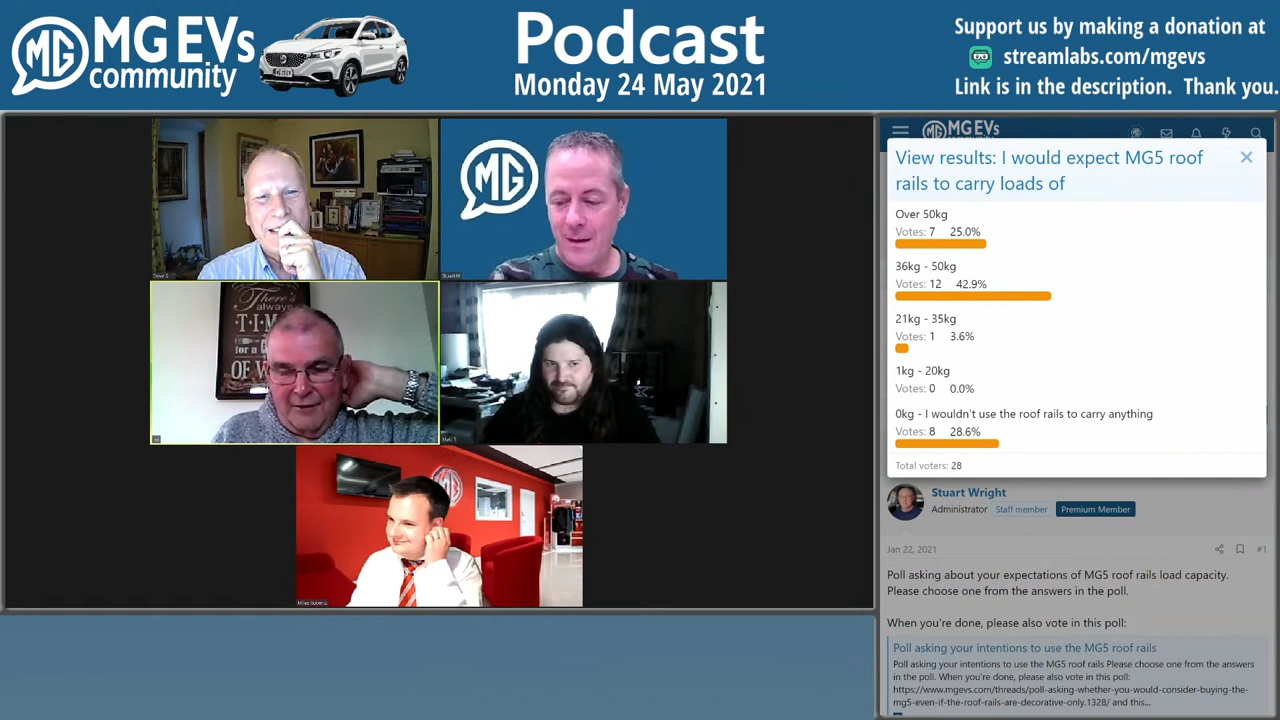 MG
MG EVs
community
Podcast
Monday 24 May 2021
Support us by making a donation at
streamlabs.com/mgevs
Link is in the description. Thank you.
MG
There's
always
TIM
for a
G
OF W
MG
MG EVs
View results: I would expect MG5 roof
rails to carry loads of
Over 50kg
Votes: 7 25.0%
36kg - 50kg
Votes: 12 42.9%
21kg - 35kg
Votes: 1 3.6%
1kg - 20kg
Votes: 0 0.0%
0kg - I wouldn't use the roof rails to carry anything
Votes: 8 28.6%
Total voters: 28
Stuart Wright
Administrator Staff member Premium Member
Jan 22, 2021 #1
Poll asking about your expectations of MG5 roof rails load capacity.
Please choose one from the answers in the poll.
When you're done, please also vote in this poll:
Poll asking your intentions to use the MG5 roof rails
Poll asking your intentions to use the MG5 roof rails Please choose one from the answers
in the poll. When you're done, please also vote in this poll:
https://www.mgevs.com/threads/poll-asking-whether-you-would-consider-buying-the-
mg5-even-if-the-roof-rails-are-decorative-only.1328/ and this...